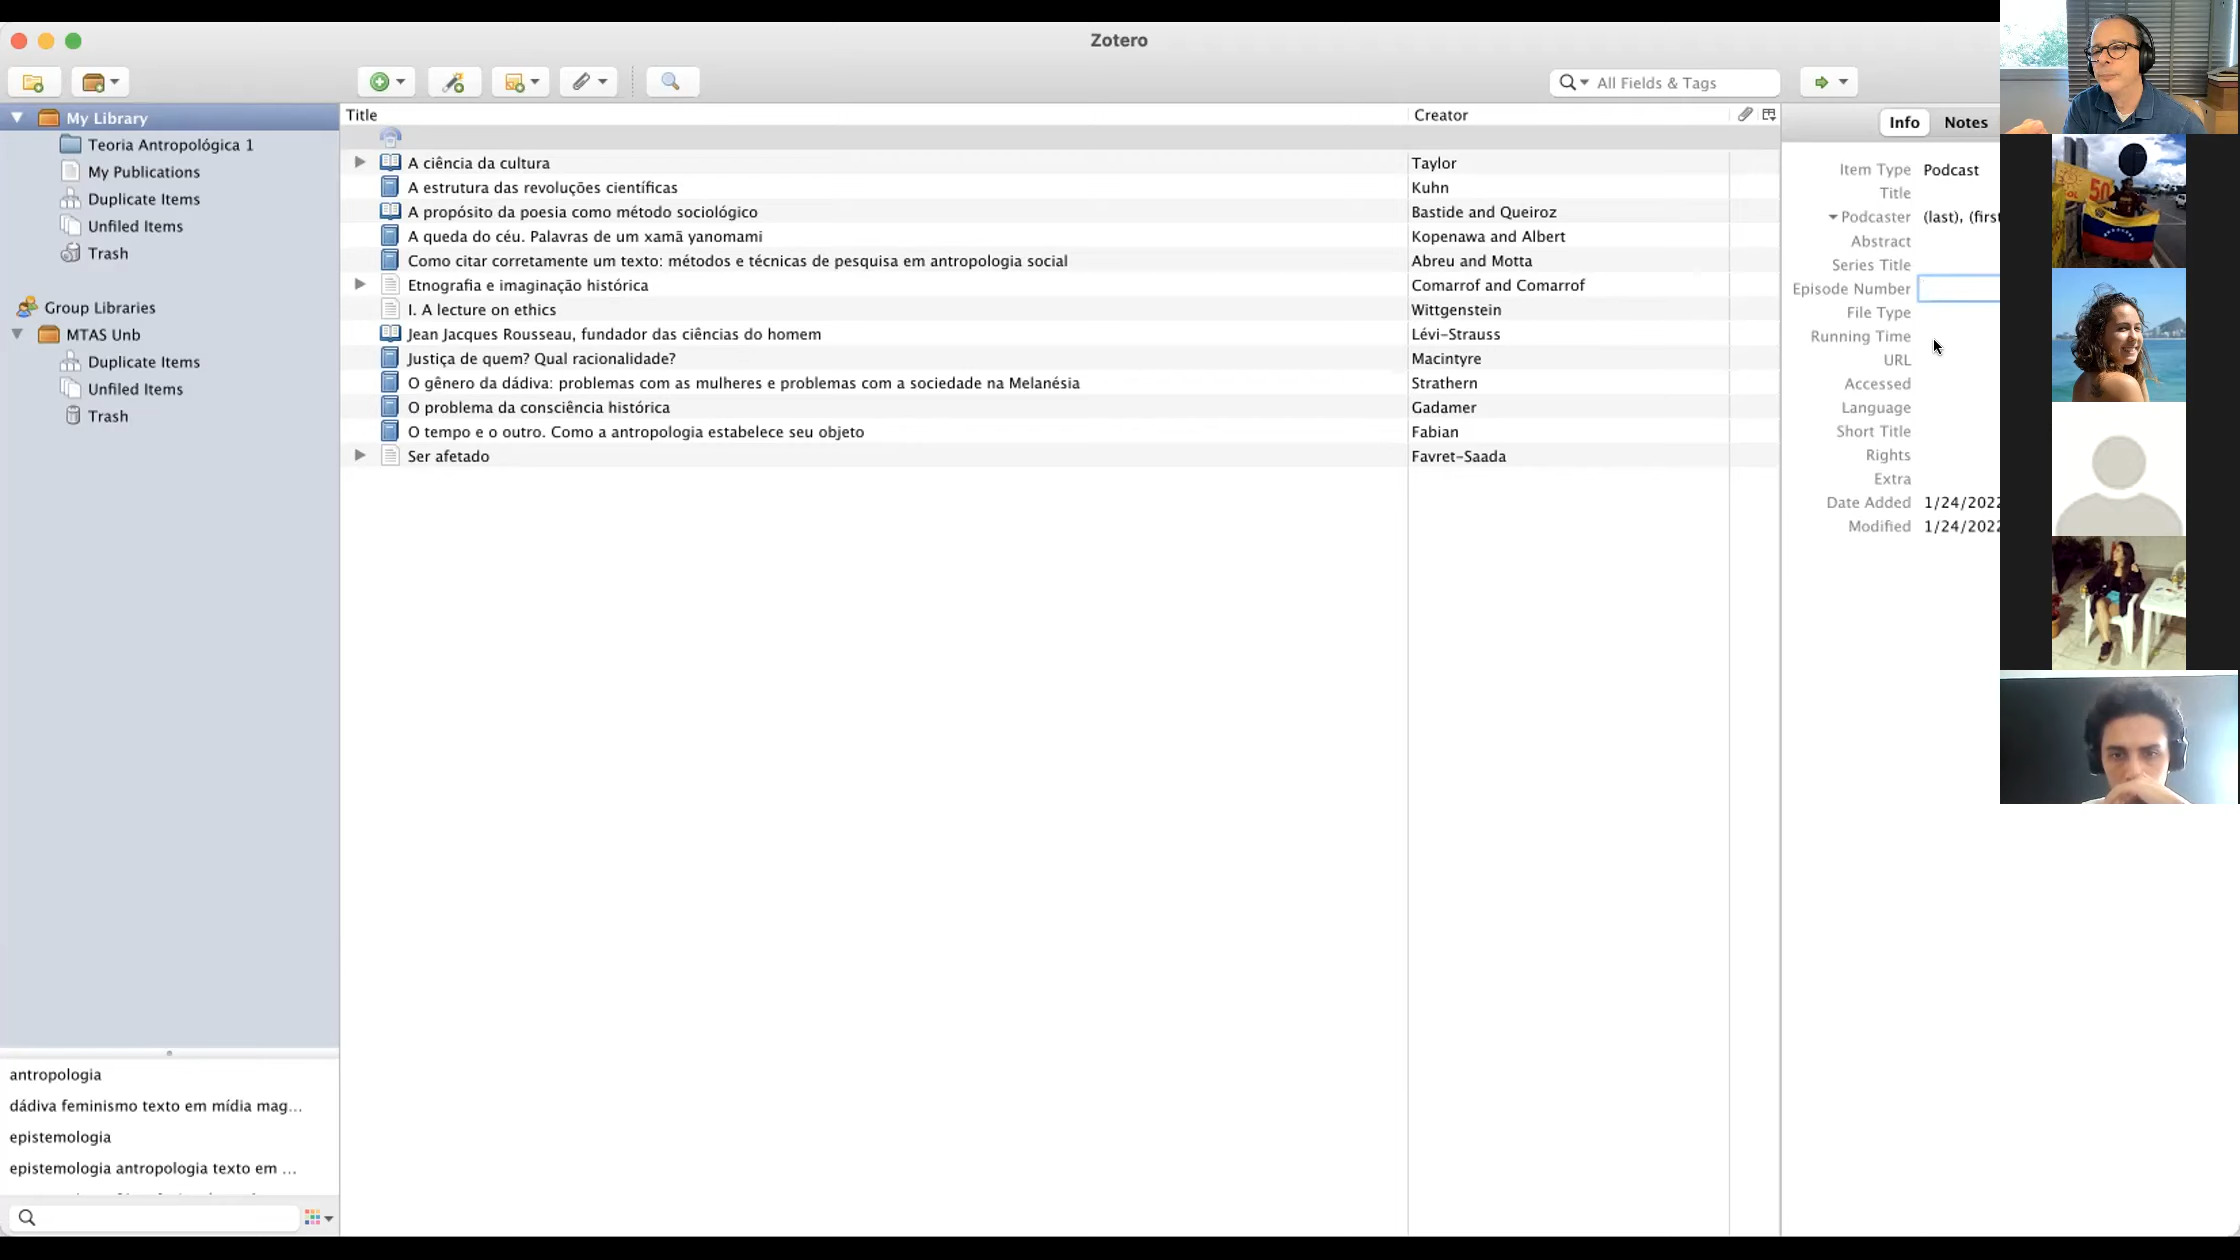 Zotero
All Fields & Tags
My Library
Teoria Antropológica 1
My Publications
Duplicate Items
Unfiled Items
Trash
Group Libraries
MTAS Unb
Duplicate Items
Unfiled Items
Trash
antropologia
dádiva feminismo texto em mídia mag...
epistemologia
epistemologia antropologia texto em ...
Title Creator
A ciência da cultura Taylor
A estrutura das revoluções científicas Kuhn
A propósito da poesia como método sociológico Bastide and Queiroz
A queda do céu. Palavras de um xamã yanomami Kopenawa and Albert
Como citar corretamente um texto: métodos e técnicas de pesquisa em antropologia social Abreu and Motta
Etnografia e imaginação histórica Comarrof and Comarrof
I. A lecture on ethics Wittgenstein
Jean Jacques Rousseau, fundador das ciências do homem Lévi-Strauss
Justiça de quem? Qual racionalidade? Macintyre
O gênero da dádiva: problemas com as mulheres e problemas com a sociedade na Melanésia Strathern
O problema da consciência histórica Gadamer
O tempo e o outro. Como a antropologia estabelece seu objeto Fabian
Ser afetado Favret-Saada
Info Notes
Item Type Podcast
Title
Podcaster (last), (first
Abstract
Series Title
Episode Number
File Type
Running Time
URL
Accessed
Language
Short Title
Rights
Extra
Date Added 1/24/2022
Modified 1/24/2022
50